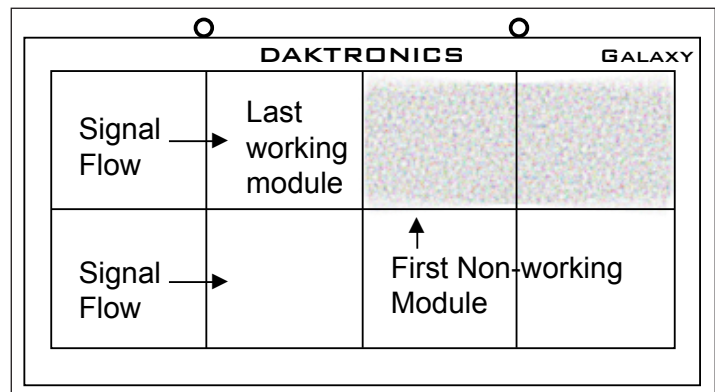 DAKTRONICS
GALAXY
Signal
Flow
Last
working
module
Signal
Flow
First Non-working
Module